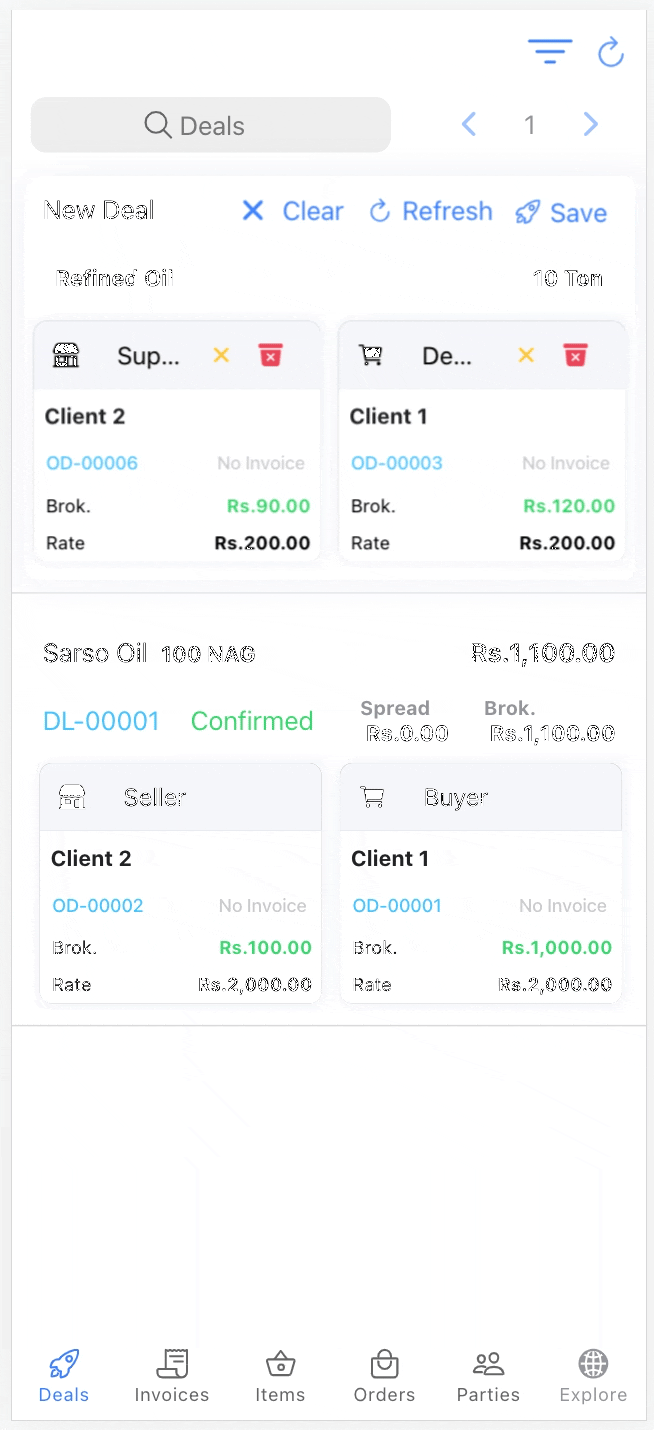 Deals 1
New Deal Clear Refresh Save
Refined Oil 10 Ton
Sup... De...
Client 2 Client 1
OD-00006 No Invoice OD-00003 No Invoice
Brok. Rs.90.00 Brok. Rs.120.00
Rate Rs.200.00 Rate Rs.200.00
Sarso Oil 100 NAG Rs.1,100.00
DL-00001 Confirmed Spread Rs.0.00 Brok. Rs.1,100.00
Seller Buyer
Client 2 Client 1
OD-00002 No Invoice OD-00001 No Invoice
Brok. Rs.100.00 Brok. Rs.1,000.00
Rate Rs.2,000.00 Rate Rs.2,000.00
Deals Invoices Items Orders Parties Explore